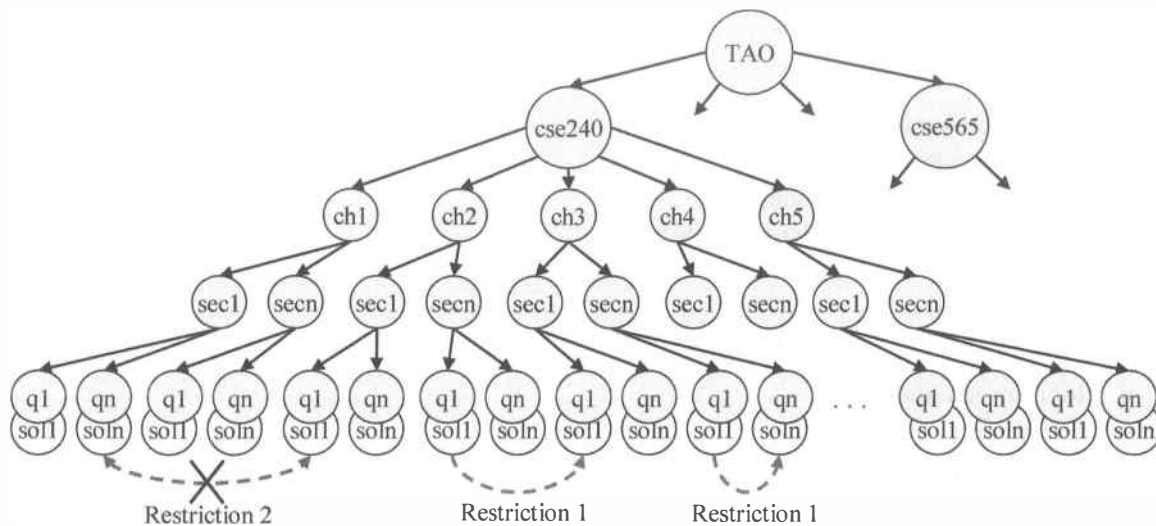 TAO
cse240 cse565
ch1 ch2 ch3 ch4 ch5
sec1 secn sec1 secn sec1 secn sec1 secn sec1 secn
q1 qn q1 qn q1 qn q1 qn q1 qn q1 qn ... q1 qn q1 qn
sol1 soln sol1 soln sol1 soln sol1 soln sol1 soln sol1 soln sol1 soln sol1 soln
Restriction 2 Restriction 1 Restriction 1